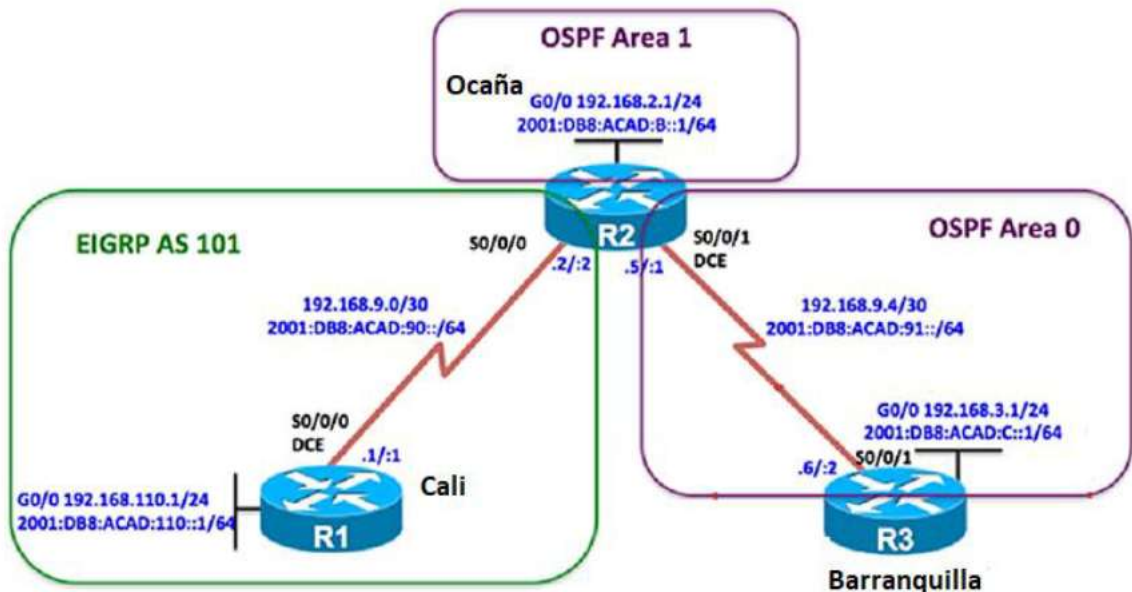 OSPF Area 1
Ocaña
G0/0 192.168.2.1/24
2001:DB8:ACAD:B::1/64
EIGRP AS 101
S0/0/0
R2
S0/0/1
DCE
OSPF Area 0
.2/:2
.5/:1
192.168.9.0/30
2001:DB8:ACAD:90::/64
192.168.9.4/30
2001:DB8:ACAD:91::/64
S0/0/0
DCE
.1/:1
Cali
G0/0 192.168.110.1/24
2001:DB8:ACAD:110::1/64
R1
G0/0 192.168.3.1/24
2001:DB8:ACAD:C::1/64
.6/:2
S0/0/1
R3
Barranquilla